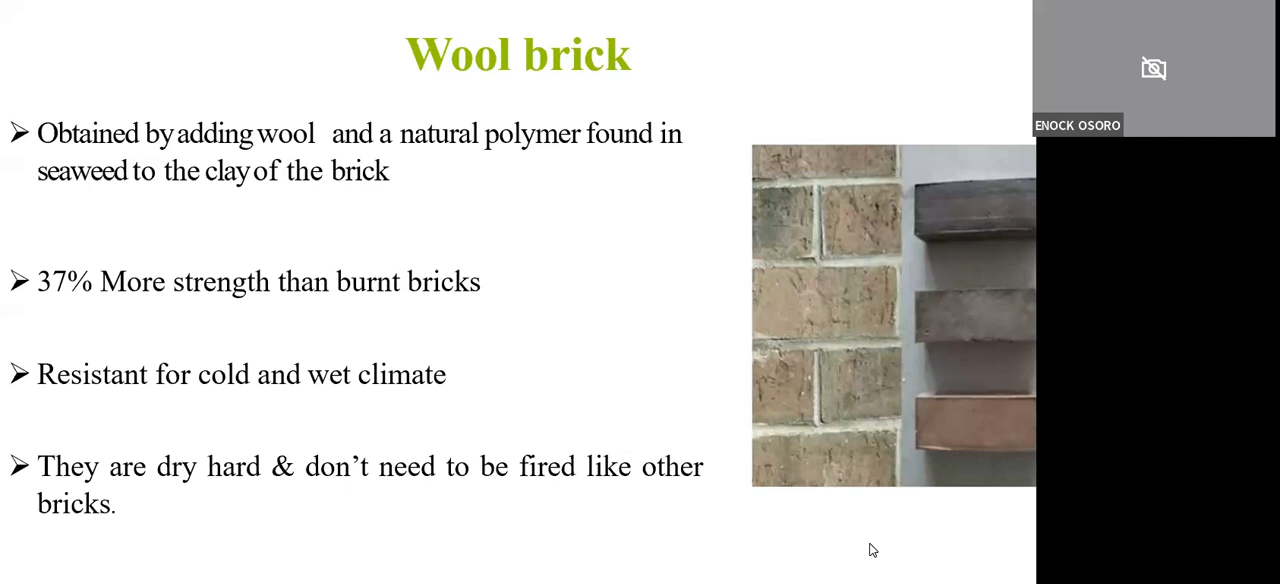 Wool brick
➢ Obtained by adding wool and a natural polymer found in
seaweed to the clay of the brick
➢ 37% More strength than burnt bricks
➢ Resistant for cold and wet climate
➢ They are dry hard & don’t need to be fired like other
bricks.
ENOCK OSORO